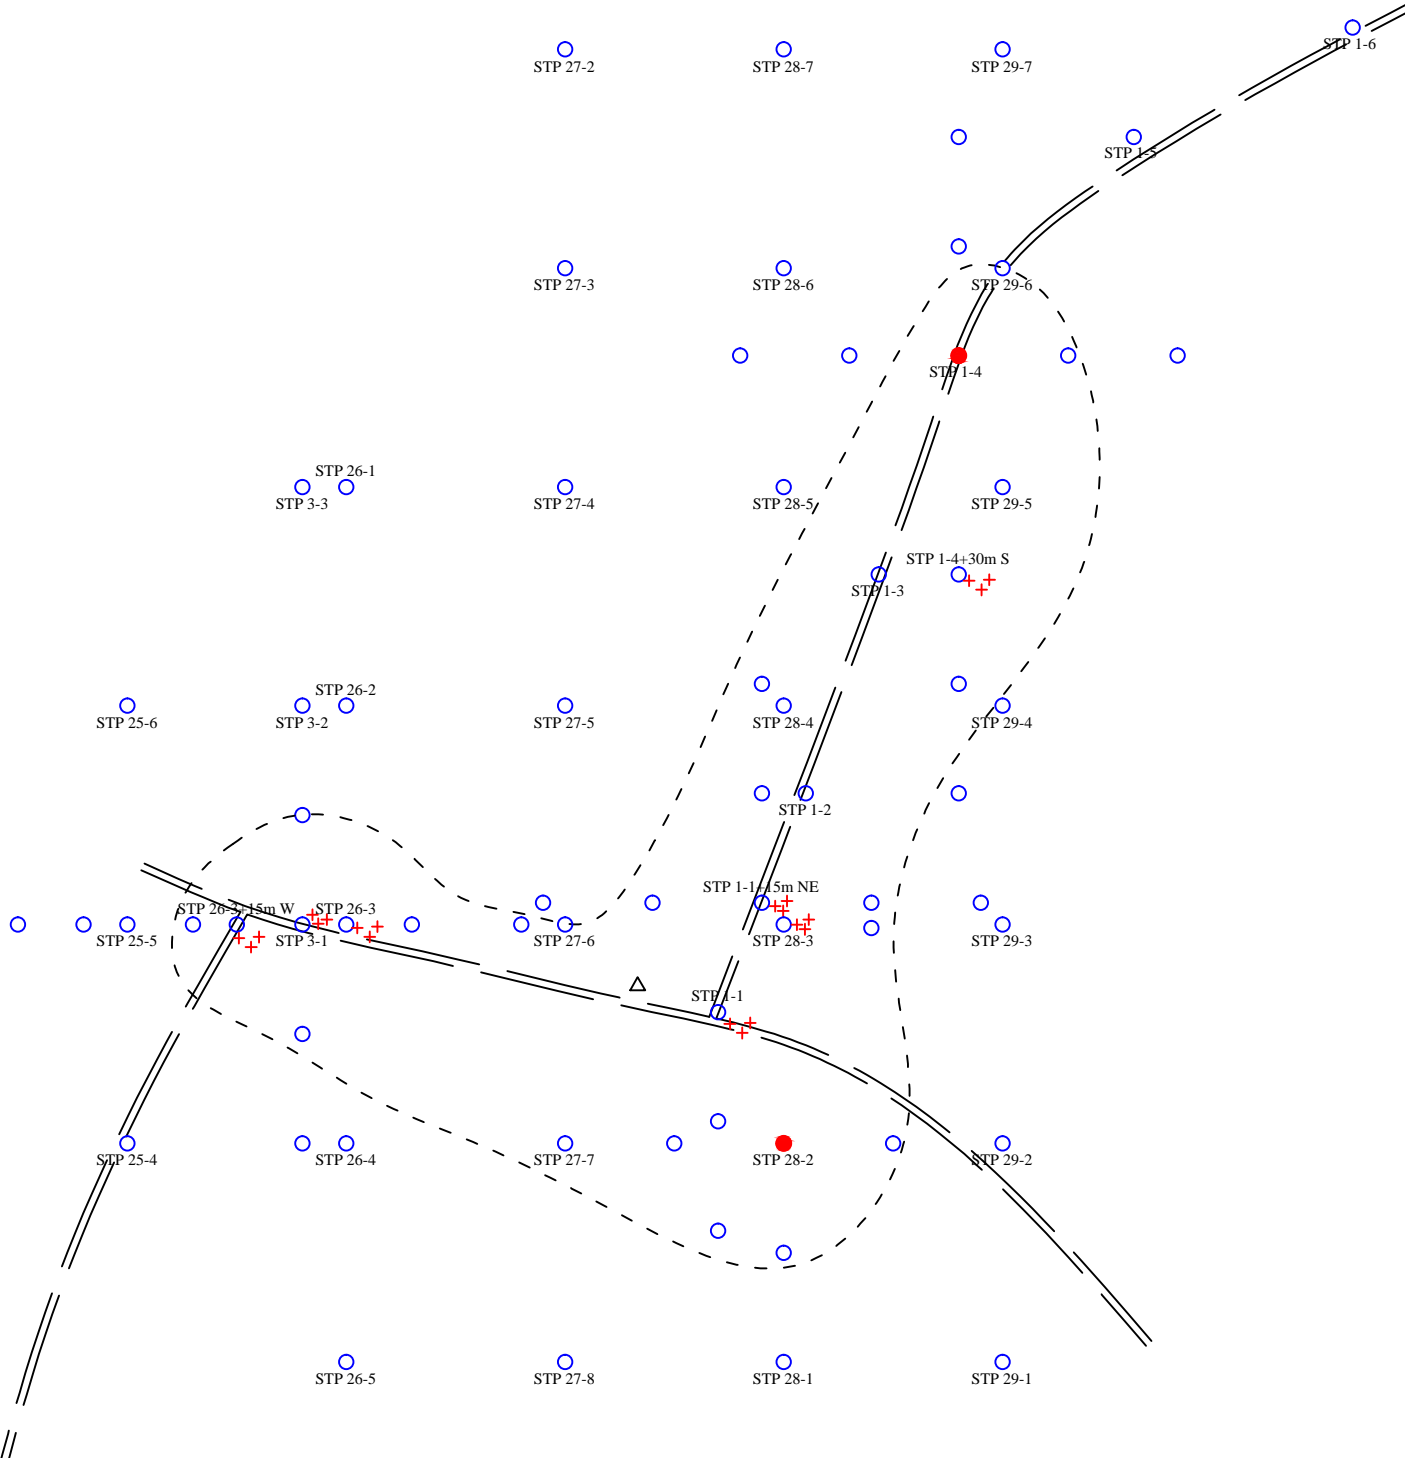 STP 1-6
STP 27-2
STP 28-7
STP 29-7
STP 1-5
STP 27-3
STP 28-6
STP 29-6
STP 1-4
STP 26-1
STP 3-3
STP 27-4
STP 28-5
STP 29-5
STP 1-4+30m S
STP 1-3
STP 26-2
STP 25-6
STP 3-2
STP 27-5
STP 28-4
STP 29-4
STP 1-2
STP 1-1+15m NE
STP 26-3+15m W
STP 26-3
STP 25-5
STP 3-1
STP 27-6
STP 28-3
STP 29-3
STP 1-1
STP 25-4
STP 26-4
STP 27-7
STP 28-2
STP 29-2
STP 26-5
STP 27-8
STP 28-1
STP 29-1